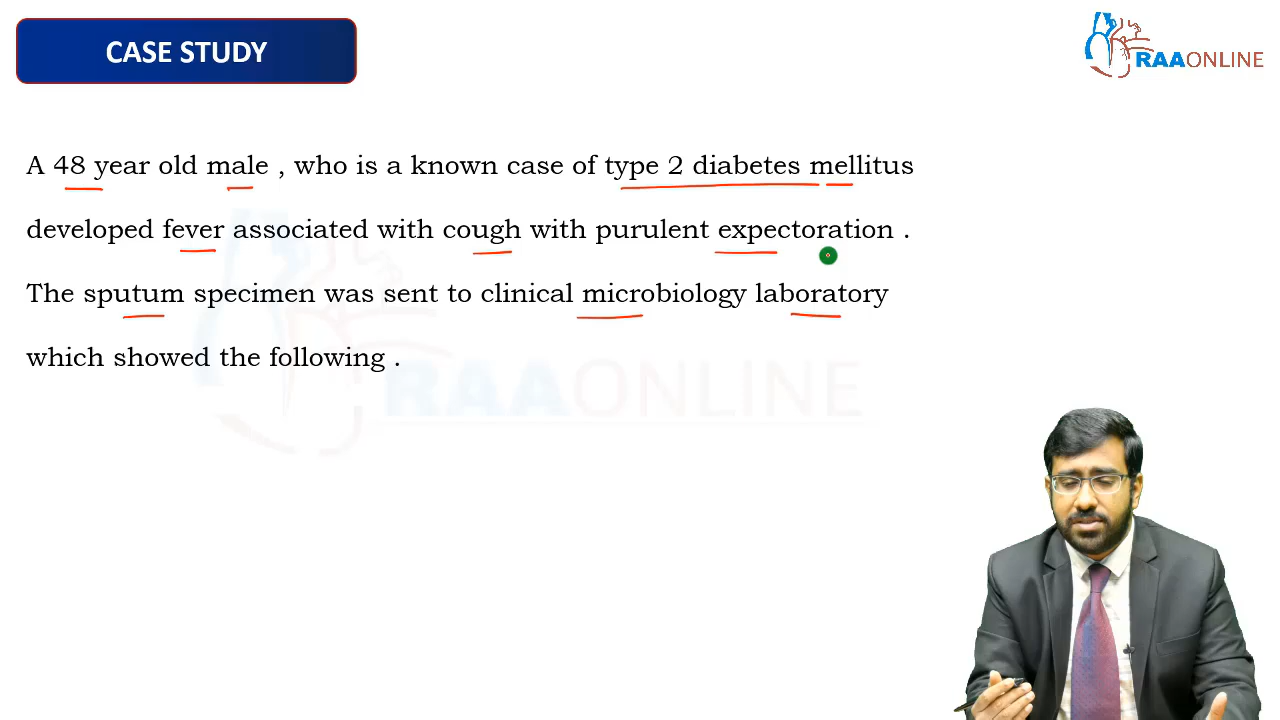 CASE STUDY
RAAONLINE
A 48 year old male , who is a known case of type 2 diabetes mellitus
developed fever associated with cough with purulent expectoration .
The sputum specimen was sent to clinical microbiology laboratory
which showed the following .
RAAONLINE